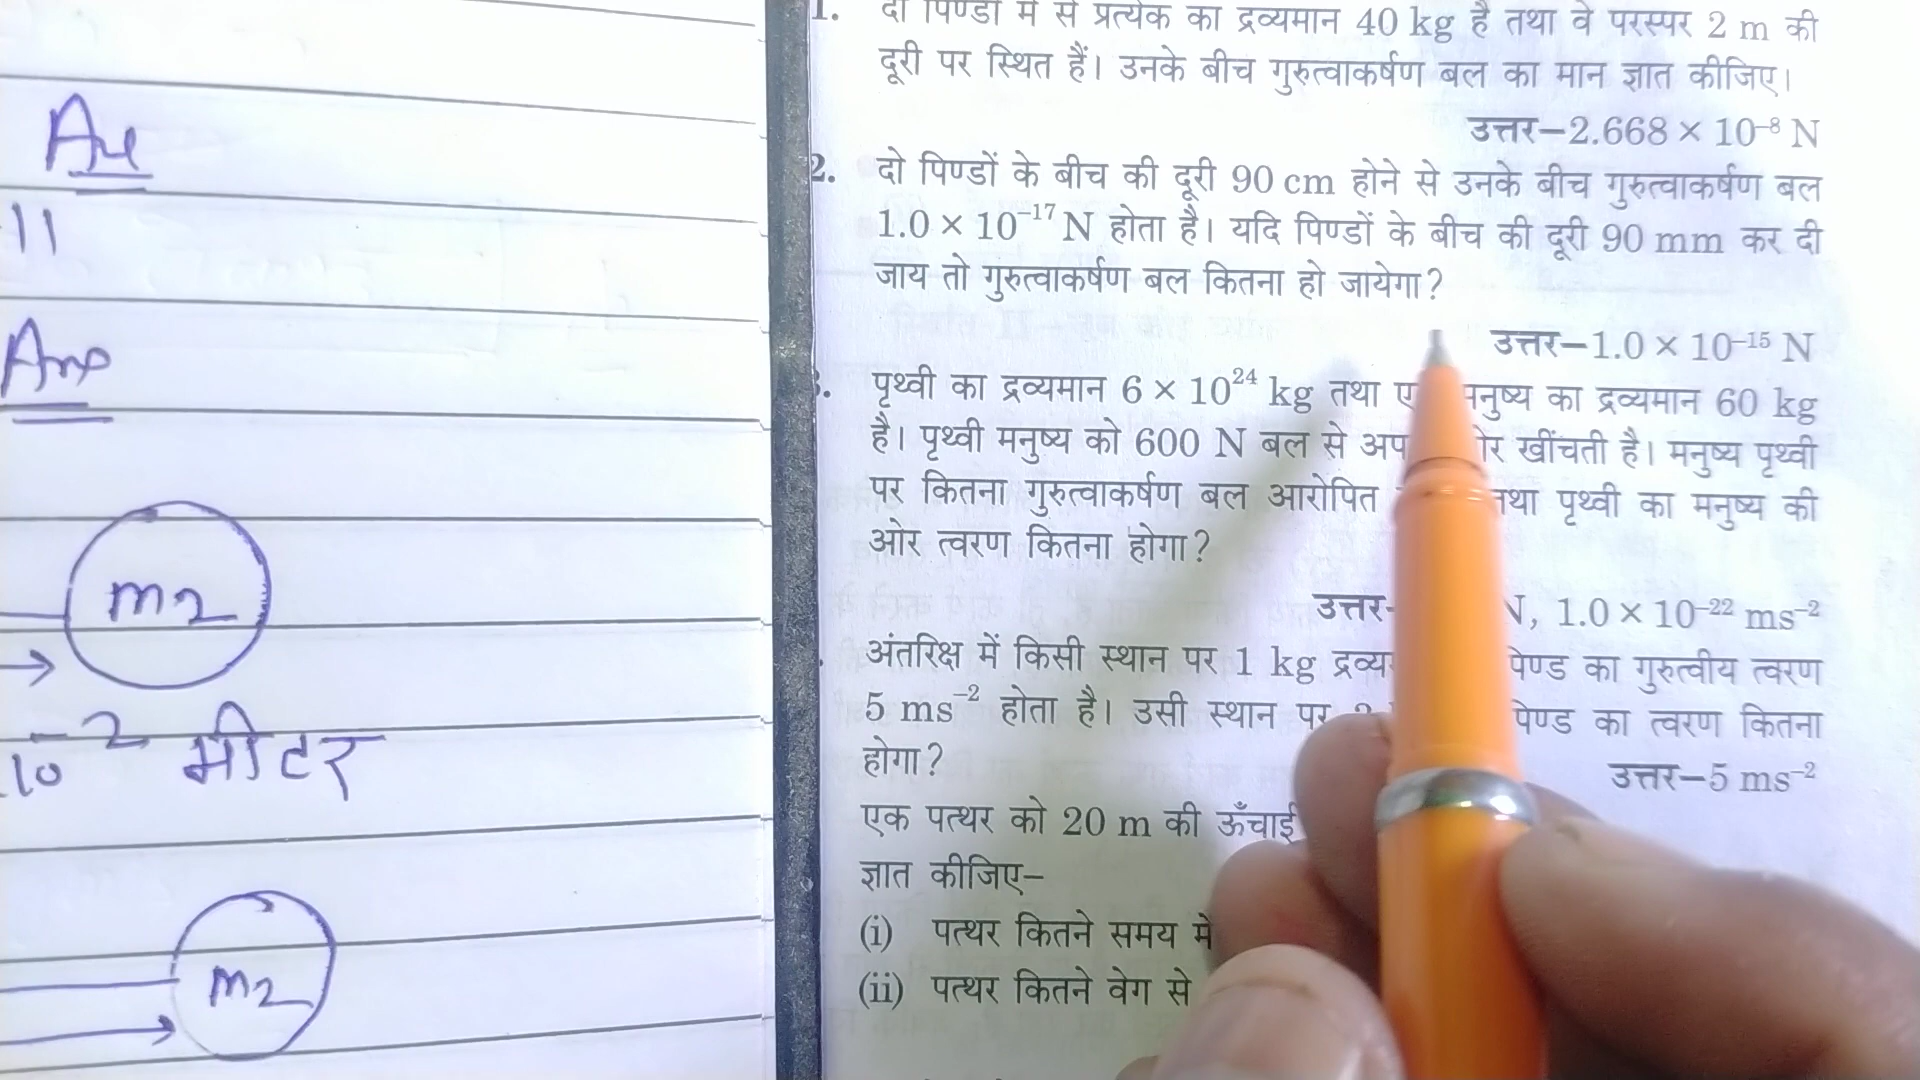 Ans
11
Ans
m2
10⁻² मीटर
m2
1. दो पिण्डों में से प्रत्येक का द्रव्यमान 40 kg है तथा वे परस्पर 2 m की
दूरी पर स्थित हैं। उनके बीच गुरुत्वाकर्षण बल का मान ज्ञात कीजिए।
उत्तर–2.668 × 10⁻⁸ N
2. दो पिण्डों के बीच की दूरी 90 cm होने से उनके बीच गुरुत्वाकर्षण बल
1.0 × 10⁻¹⁷ N होता है। यदि पिण्डों के बीच की दूरी 90 mm कर दी
जाय तो गुरुत्वाकर्षण बल कितना हो जायेगा?
उत्तर–1.0 × 10⁻¹⁵ N
पृथ्वी का द्रव्यमान 6 × 10²⁴ kg तथा मनुष्य का द्रव्यमान 60 kg
है। पृथ्वी मनुष्य को 600 N बल से खींचती है। मनुष्य पृथ्वी
पर कितना गुरुत्वाकर्षण बल आरोपित तथा पृथ्वी का मनुष्य की
ओर त्वरण कितना होगा?
उत्तर– N, 1.0 × 10⁻²² ms⁻²
अंतरिक्ष में किसी स्थान पर 1 kg पिण्ड का गुरुत्वीय त्वरण
5 ms⁻² होता है। उसी स्थान पर पिण्ड का त्वरण कितना
होगा?
उत्तर–5 ms⁻²
एक पत्थर को 20 m की ऊँचाई
ज्ञात कीजिए–
(i) पत्थर कितने समय में
(ii) पत्थर कितने वेग से